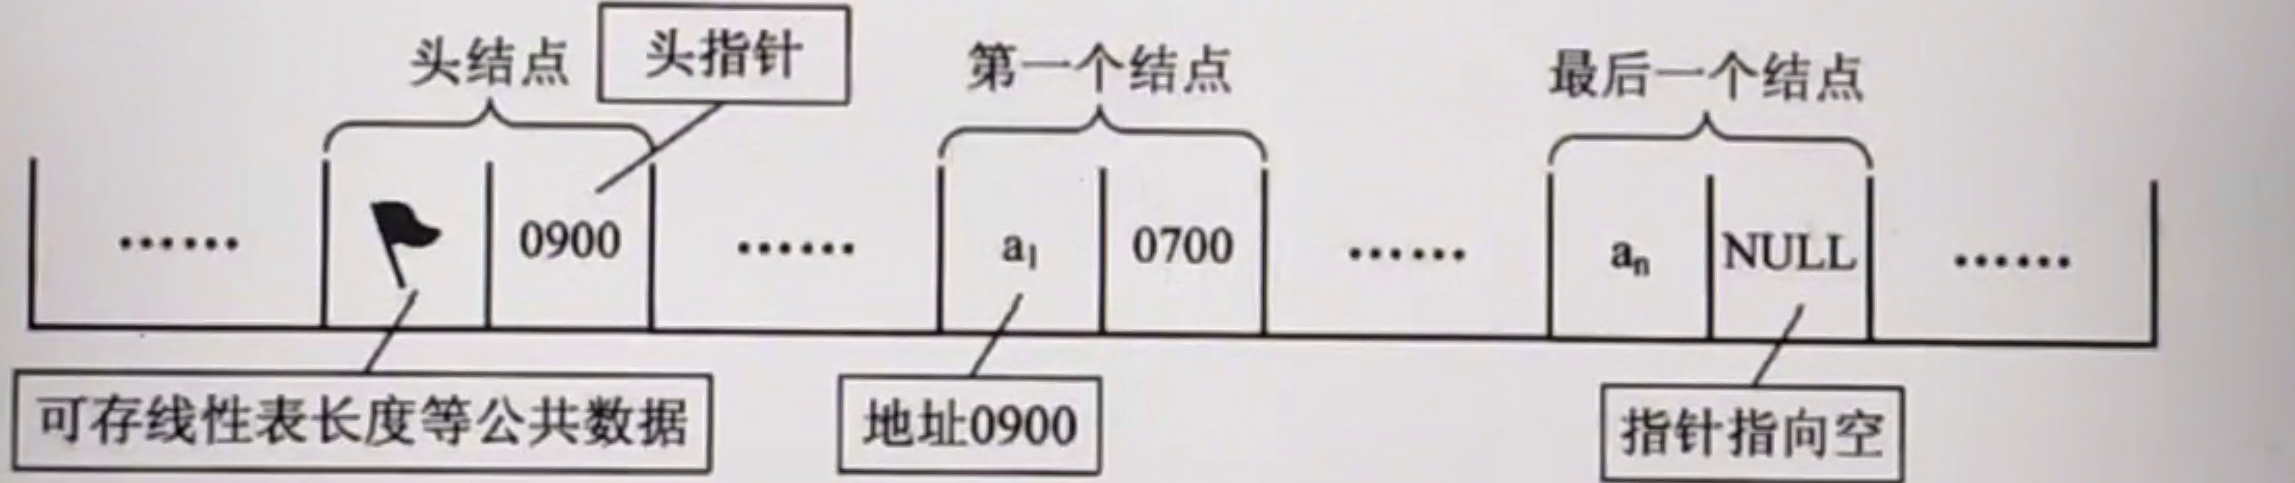 头结点 头指针 第一个结点 最后一个结点
…… 0900 …… a₁ 0700 …… aₙ NULL ……
可存线性表长度等公共数据 地址0900 指针指向空